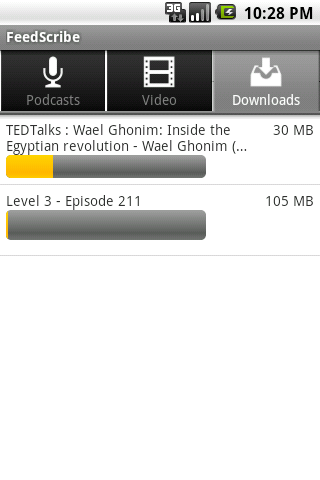 3G 10:28 PM
FeedScribe
Podcasts Video Downloads
TEDTalks : Wael Ghonim: Inside the 30 MB
Egyptian revolution - Wael Ghonim (...
Level 3 - Episode 211 105 MB